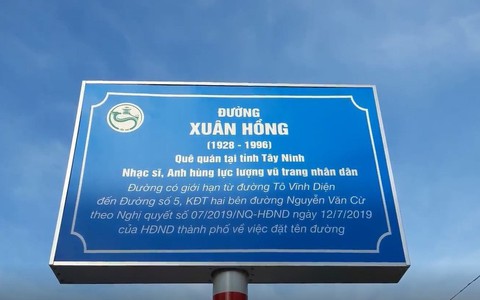 ĐƯỜNG
XUÂN HỒNG
(1928 - 1996)
Quê quán tại tỉnh Tây Ninh
Nhạc sĩ, Anh hùng lực lượng vũ trang nhân dân
Đường có giới hạn từ đường Tô Vĩnh Diện
đến Đường số 5, KĐT hai bên đường Nguyễn Văn Cừ
theo Nghị quyết số 07/2019/NQ-HĐND ngày 12/7/2019
của HĐND thành phố về việc đặt tên đường